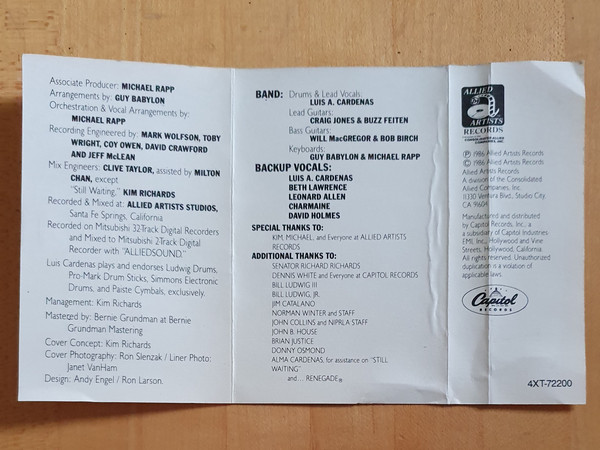 Associate Producer: MICHAEL RAPP
Arrangements by: GUY BABYLON
Orchestration & Vocal Arrangements by:
MICHAEL RAPP
Recording Engineered by: MARK WOLFSON, TOBY
WRIGHT, COY OWEN, DAVID CRAWFORD
AND JEFF McLEAN
Mix Engineers: CLIVE TAYLOR, assisted by MILTON
CHAN, except
"Still Waiting," KIM RICHARDS
Recorded & Mixed at: ALLIED ARTISTS STUDIOS,
Santa Fe Springs, California
Recorded on Mitsubishi 32-Track Digital Recorders
and Mixed to Mitsubishi 2-Track Digital
Recorder with "ALLIEDSOUND."
Luis Cardenas plays and endorses Ludwig Drums,
Pro-Mark Drum Sticks, Simmons Electronic
Drums, and Paiste Cymbals, exclusively.
Management: Kim Richards
Mastered by: Bernie Grundman at Bernie
Grundman Mastering
Cover Concept: Kim Richards
Cover Photography: Ron Slenzak / Liner Photo:
Janet VanHam
Design: Andy Engel / Ron Larson.
BAND: Drums & Lead Vocals:
LUIS A. CARDENAS
Lead Guitars:
CRAIG JONES & BUZZ FEITEN
Bass Guitars:
WILL MacGREGOR & BOB BIRCH
Keyboards:
GUY BABYLON & MICHAEL RAPP
BACKUP VOCALS:
LUIS A. CARDENAS
BETH LAWRENCE
LEONARD ALLEN
CHARMAINE
DAVID HOLMES
SPECIAL THANKS TO:
KIM, MICHAEL, and Everyone at ALLIED ARTISTS
RECORDS
ADDITIONAL THANKS TO:
SENATOR RICHARD RICHARDS
DENNIS WHITE and Everyone at CAPITOL RECORDS
BILL LUDWIG III
BILL LUDWIG, JR.
JIM CATALANO
NORMAN WINTER and STAFF
JOHN COLLINS and NIPRLA STAFF
JOHN B. HOUSE
BRIAN JUSTICE
DONNY OSMOND
ALMA CARDENAS, for assistance on "STILL
WAITING"
and... RENEGADE®
ALLIED
ARTISTS
RECORDS
℗ 1986 Allied Artists Records
© 1986 Allied Artists Records
Allied Artists Records
A division of the Consolidated
Allied Companies, Inc.
11330 Ventura Blvd., Studio City
CA 91604
Manufactured and distributed
by Capitol Records, Inc., a
a subsidiary of Capitol Industries-
EMI, Inc., Hollywood and Vine
Streets, Hollywood, California.
All rights reserved. Unauthorized
duplication is a violation of
applicable laws.
Capitol
RECORDS
4XT-72200